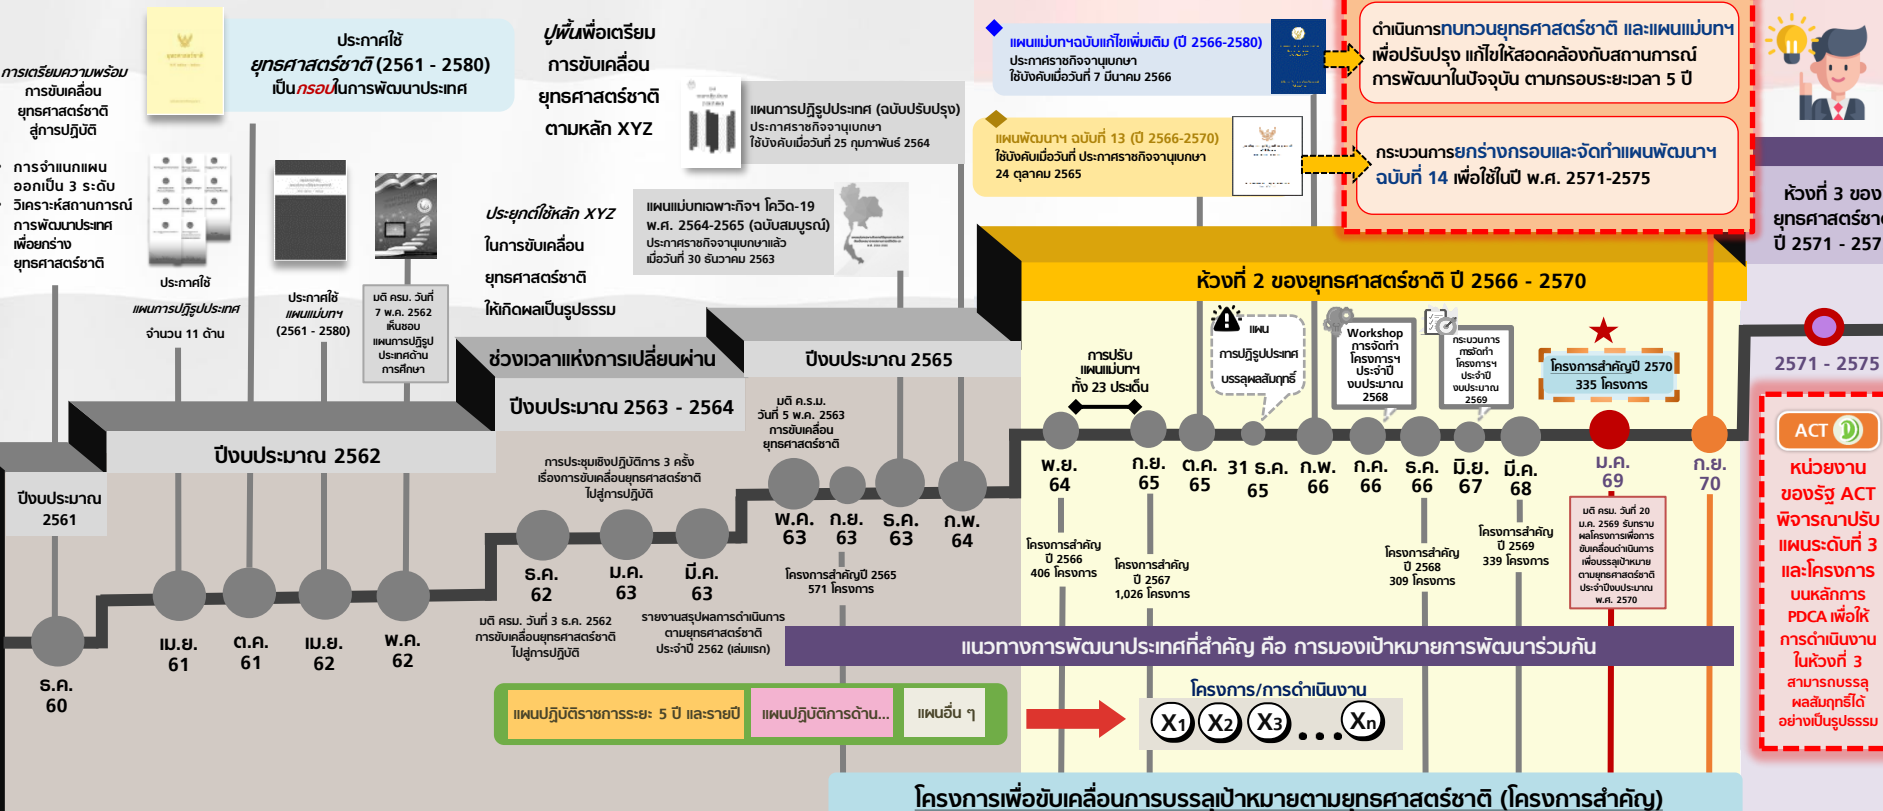 การเตรียมความพร้อม
การขับเคลื่อน
ยุทธศาสตร์ชาติ
สู่การปฏิบัติ
การจำแนกแผน
ออกเป็น 3 ระดับ
วิเคราะห์สถานการณ์
การพัฒนาประเทศ
เพื่อยกร่าง
ยุทธศาสตร์ชาติ
ประกาศใช้
ยุทธศาสตร์ชาติ (2561 - 2580)
เป็นกรอบในการพัฒนาประเทศ
ประกาศใช้
แผนการปฏิรูปประเทศ
จำนวน 11 ด้าน
ประกาศใช้
แผนแม่บทฯ
(2561 - 2580)
มติ ครม. วันที่
7 พ.ค. 2562
เห็นชอบ
แผนการปฏิรูป
ประเทศด้าน
การศึกษา
ปูพื้นเพื่อเตรียม
การขับเคลื่อน
ยุทธศาสตร์ชาติ
ตามหลัก XYZ
แผนการปฏิรูปประเทศ (ฉบับปรับปรุง)
ประกาศราชกิจจานุเบกษา
ใช้บังคับเมื่อวันที่ 25 กุมภาพันธ์ 2564
ประยุกต์ใช้หลัก XYZ
ในการขับเคลื่อน
ยุทธศาสตร์ชาติ
ให้เกิดผลเป็นรูปธรรม
แผนแม่บทเฉพาะกิจฯ โควิด-19
พ.ศ. 2564-2565 (ฉบับสมบูรณ์)
ประกาศราชกิจจานุเบกษาแล้ว
เมื่อวันที่ 30 ธันวาคม 2563
แผนแม่บทฯฉบับแก้ไขเพิ่มเติม (ปี 2566-2580)
ประกาศราชกิจจานุเบกษา
ใช้บังคับเมื่อวันที่ 7 มีนาคม 2566
แผนพัฒนาฯ ฉบับที่ 13 (ปี 2566-2570)
ใช้บังคับเมื่อวันที่ ประกาศราชกิจจานุเบกษา
24 ตุลาคม 2565
ดำเนินการทบทวนยุทธศาสตร์ชาติ และแผนแม่บทฯ
เพื่อปรับปรุง แก้ไขให้สอดคล้องกับสถานการณ์
การพัฒนาในปัจจุบัน ตามกรอบระยะเวลา 5 ปี
กระบวนการยกร่างกรอบและจัดทำแผนพัฒนาฯ
ฉบับที่ 14 เพื่อใช้ในปี พ.ศ. 2571-2575
ห้วงที่ 3 ของ
ยุทธศาสตร์ชาติ
ปี 2571 - 257
2571 - 2575
ห้วงที่ 2 ของยุทธศาสตร์ชาติ ปี 2566 - 2570
การปรับ
แผนแม่บทฯ
ทั้ง 23 ประเด็น
แผน
การปฏิรูปประเทศ
บรรลุผลสัมฤทธิ์
Workshop
การจัดทำ
โครงการฯ
ประจำปี
งบประมาณ
2568
กระบวนการ
การจัดทำ
โครงการฯ
ประจำปี
งบประมาณ
2569
โครงการสำคัญปี 2570
335 โครงการ
ปีงบประมาณ
2561
ปีงบประมาณ 2562
ช่วงเวลาแห่งการเปลี่ยนผ่าน
ปีงบประมาณ 2563 - 2564
ปีงบประมาณ 2565
มติ ค.ร.ม.
วันที่ 5 พ.ค. 2563
การขับเคลื่อน
ยุทธศาสตร์ชาติ
การประชุมเชิงปฏิบัติการ 3 ครั้ง
เรื่องการขับเคลื่อนยุทธศาสตร์ชาติ
ไปสู่การปฏิบัติ
ธ.ค.
60
เม.ย.
61
ต.ค.
61
เม.ย.
62
พ.ค.
62
ธ.ค.
62
ม.ค.
63
มี.ค.
63
พ.ค.
63
ก.ย.
63
ธ.ค.
63
ก.พ.
64
พ.ย.
64
ก.ย.
65
ต.ค.
65
31 ธ.ค.
65
ก.พ.
66
ก.ค.
66
ธ.ค.
66
มิ.ย.
67
มี.ค.
68
ม.ค.
69
ก.ย.
70
มติ ครม. วันที่ 3 ธ.ค. 2562
การขับเคลื่อนยุทธศาสตร์ชาติ
ไปสู่การปฏิบัติ
รายงานสรุปผลการดำเนินการ
ตามยุทธศาสตร์ชาติ
ประจำปี 2562 (เล่มแรก)
โครงการสำคัญปี 2565
571 โครงการ
โครงการสำคัญ
ปี 2566
406 โครงการ
โครงการสำคัญ
ปี 2567
1,026 โครงการ
โครงการสำคัญ
ปี 2568
309 โครงการ
โครงการสำคัญ
ปี 2569
339 โครงการ
มติ ครม. วันที่ 20
ม.ค. 2569 รับทราบ
ผลโครงการเพื่อการ
ขับเคลื่อนดำเนินการ
เพื่อบรรลุเป้าหมาย
ตามยุทธศาสตร์ชาติ
ประจำปีงบประมาณ
พ.ศ. 2570
ACT
หน่วยงาน
ของรัฐ ACT
พิจารณาปรับ
แผนระดับที่ 3
และโครงการ
บนหลักการ
PDCA เพื่อให้
การดำเนินงาน
ในห้วงที่ 3
สามารถบรรลุ
ผลสัมฤทธิ์ได้
อย่างเป็นรูปธรรม
แนวทางการพัฒนาประเทศที่สำคัญ คือ การมองเป้าหมายการพัฒนาร่วมกัน
แผนปฏิบัติราชการระยะ 5 ปี และรายปี
แผนปฏิบัติการด้าน...
แผนอื่น ๆ
โครงการ/การดำเนินงาน
X1 X2 X3 ... Xn
โครงการเพื่อขับเคลื่อนการบรรลุเป้าหมายตามยุทธศาสตร์ชาติ (โครงการสำคัญ)